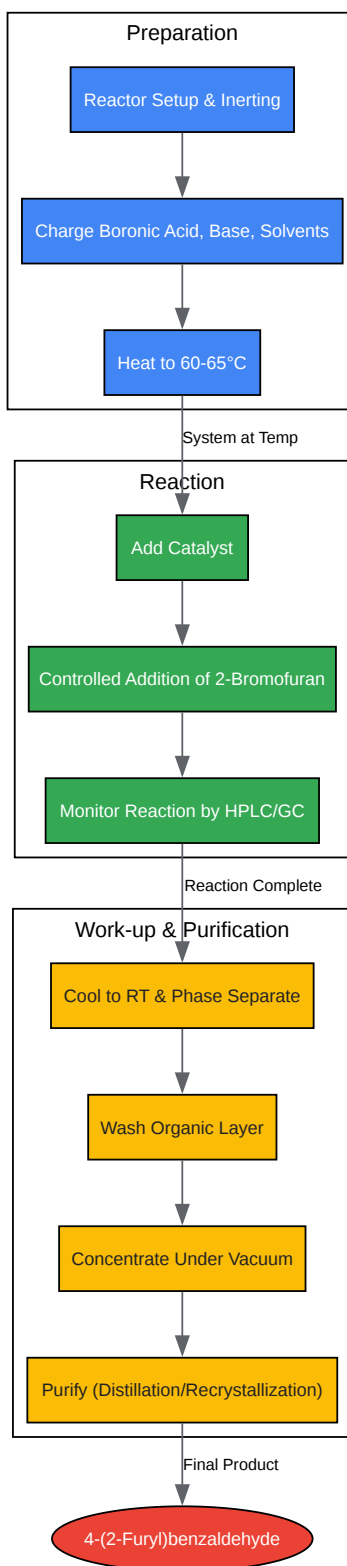 Preparation
Reactor Setup & Inerting
Charge Boronic Acid, Base, Solvents
Heat to 60-65°C
System at Temp
Reaction
Add Catalyst
Controlled Addition of 2-Bromofuran
Monitor Reaction by HPLC/GC
Reaction Complete
Work-up & Purification
Cool to RT & Phase Separate
Wash Organic Layer
Concentrate Under Vacuum
Purify (Distillation/Recrystallization)
Final Product
4-(2-Furyl)benzaldehyde